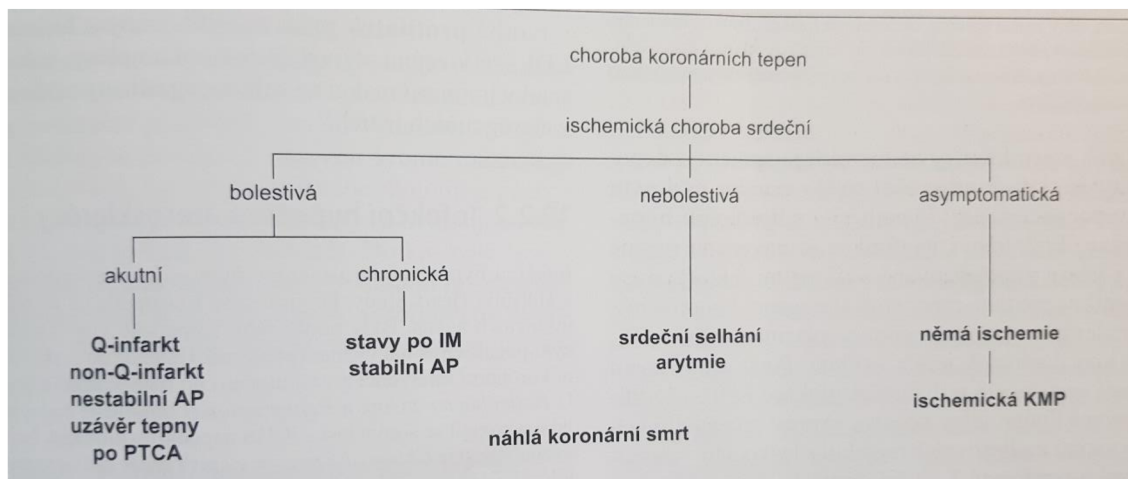 choroba koronárních tepen
ischemická choroba srdeční
bolestivá
nebolestivá
asymptomatická
akutní
chronická
Q-infarkt
non-Q-infarkt
nestabilní AP
uzávěr tepny
po PTCA
stavy po IM
stabilní AP
srdeční selhání
arytmie
němá ischemie
ischemická KMP
náhlá koronární smrt